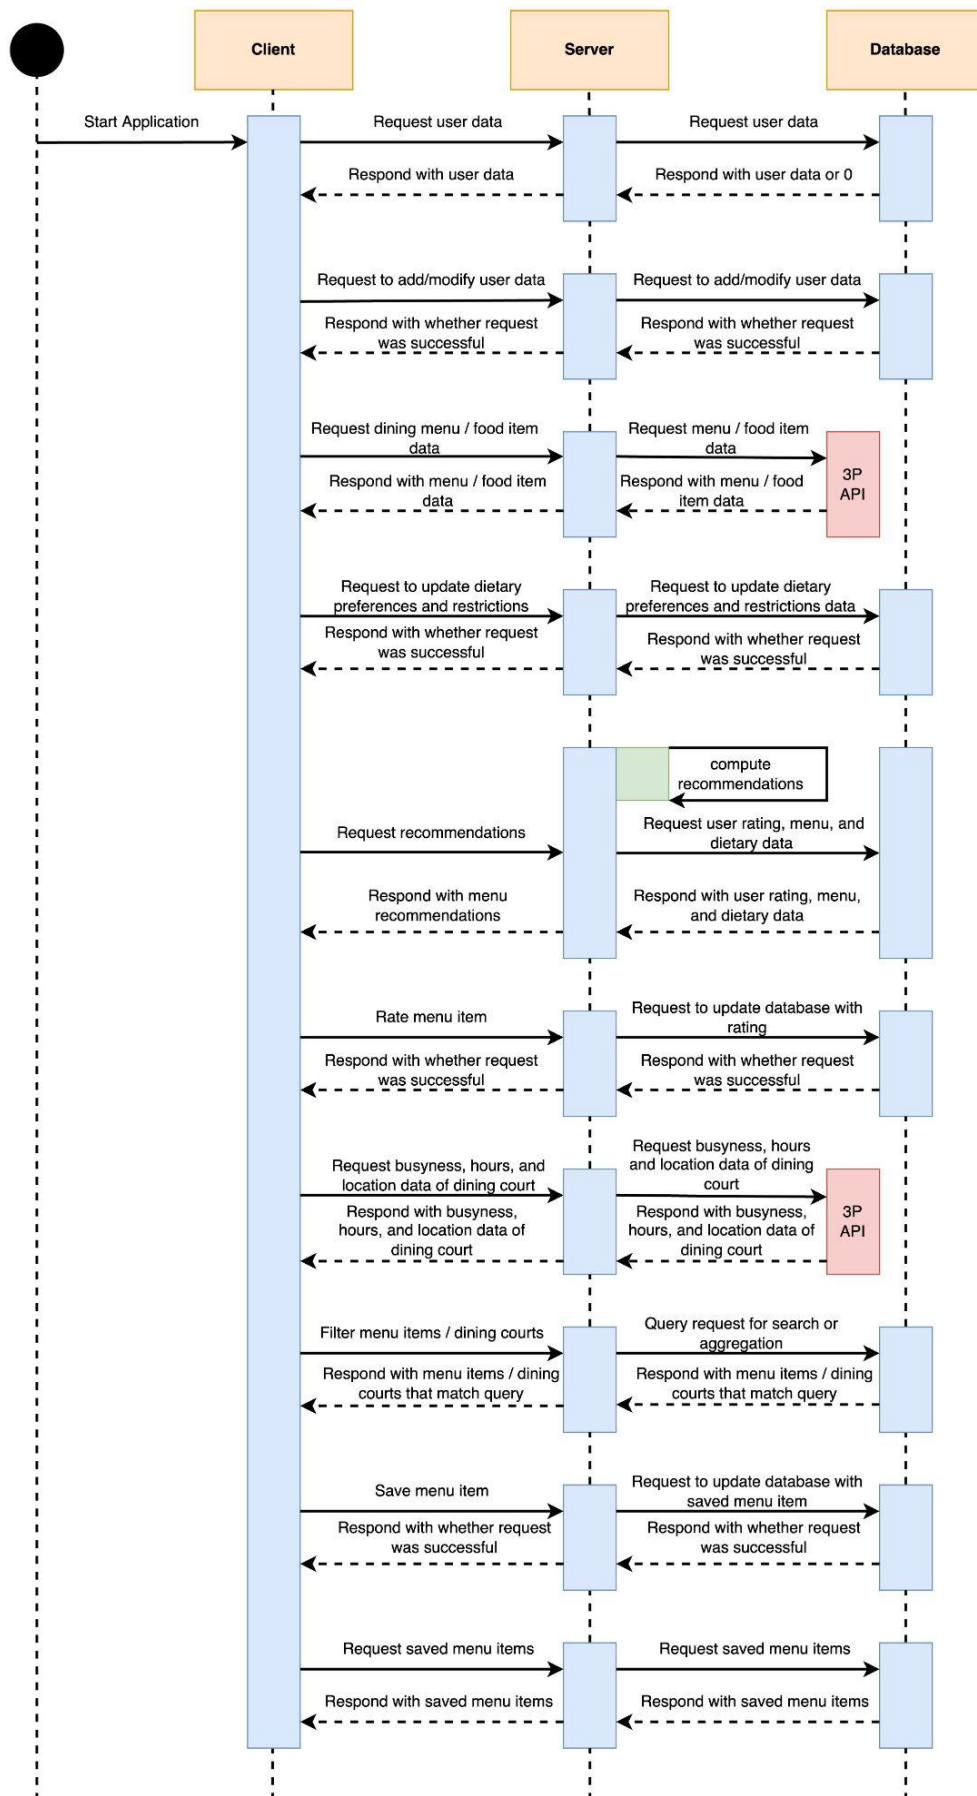 Client
Server
Database
Start Application
Request user data
Request user data
Respond with user data
Respond with user data or 0
Request to add/modify user data
Request to add/modify user data
Respond with whether request
was successful
Respond with whether request
was successful
Request dining menu / food item
data
Request menu / food item
data
3P
API
Respond with menu / food item
data
Respond with menu / food
item data
Request to update dietary
preferences and restrictions
Request to update dietary
preferences and restrictions data
Respond with whether request
was successful
Respond with whether request
was successful
compute
recommendations
Request recommendations
Request user rating, menu, and
dietary data
Respond with menu
recommendations
Respond with user rating, menu,
and dietary data
Rate menu item
Request to update database with
rating
Respond with whether request
was successful
Respond with whether request
was successful
Request busyness, hours, and
location data of dining court
Request busyness, hours
and location data of dining
court
3P
API
Respond with busyness,
hours, and location data of
dining court
Respond with busyness,
hours, and location data of
dining court
Filter menu items / dining courts
Query request for search or
aggregation
Respond with menu items / dining
courts that match query
Respond with menu items / dining
courts that match query
Save menu item
Request to update database with
saved menu item
Respond with whether request
was successful
Respond with whether request
was successful
Request saved menu items
Request saved menu items
Respond with saved menu items
Respond with saved menu items